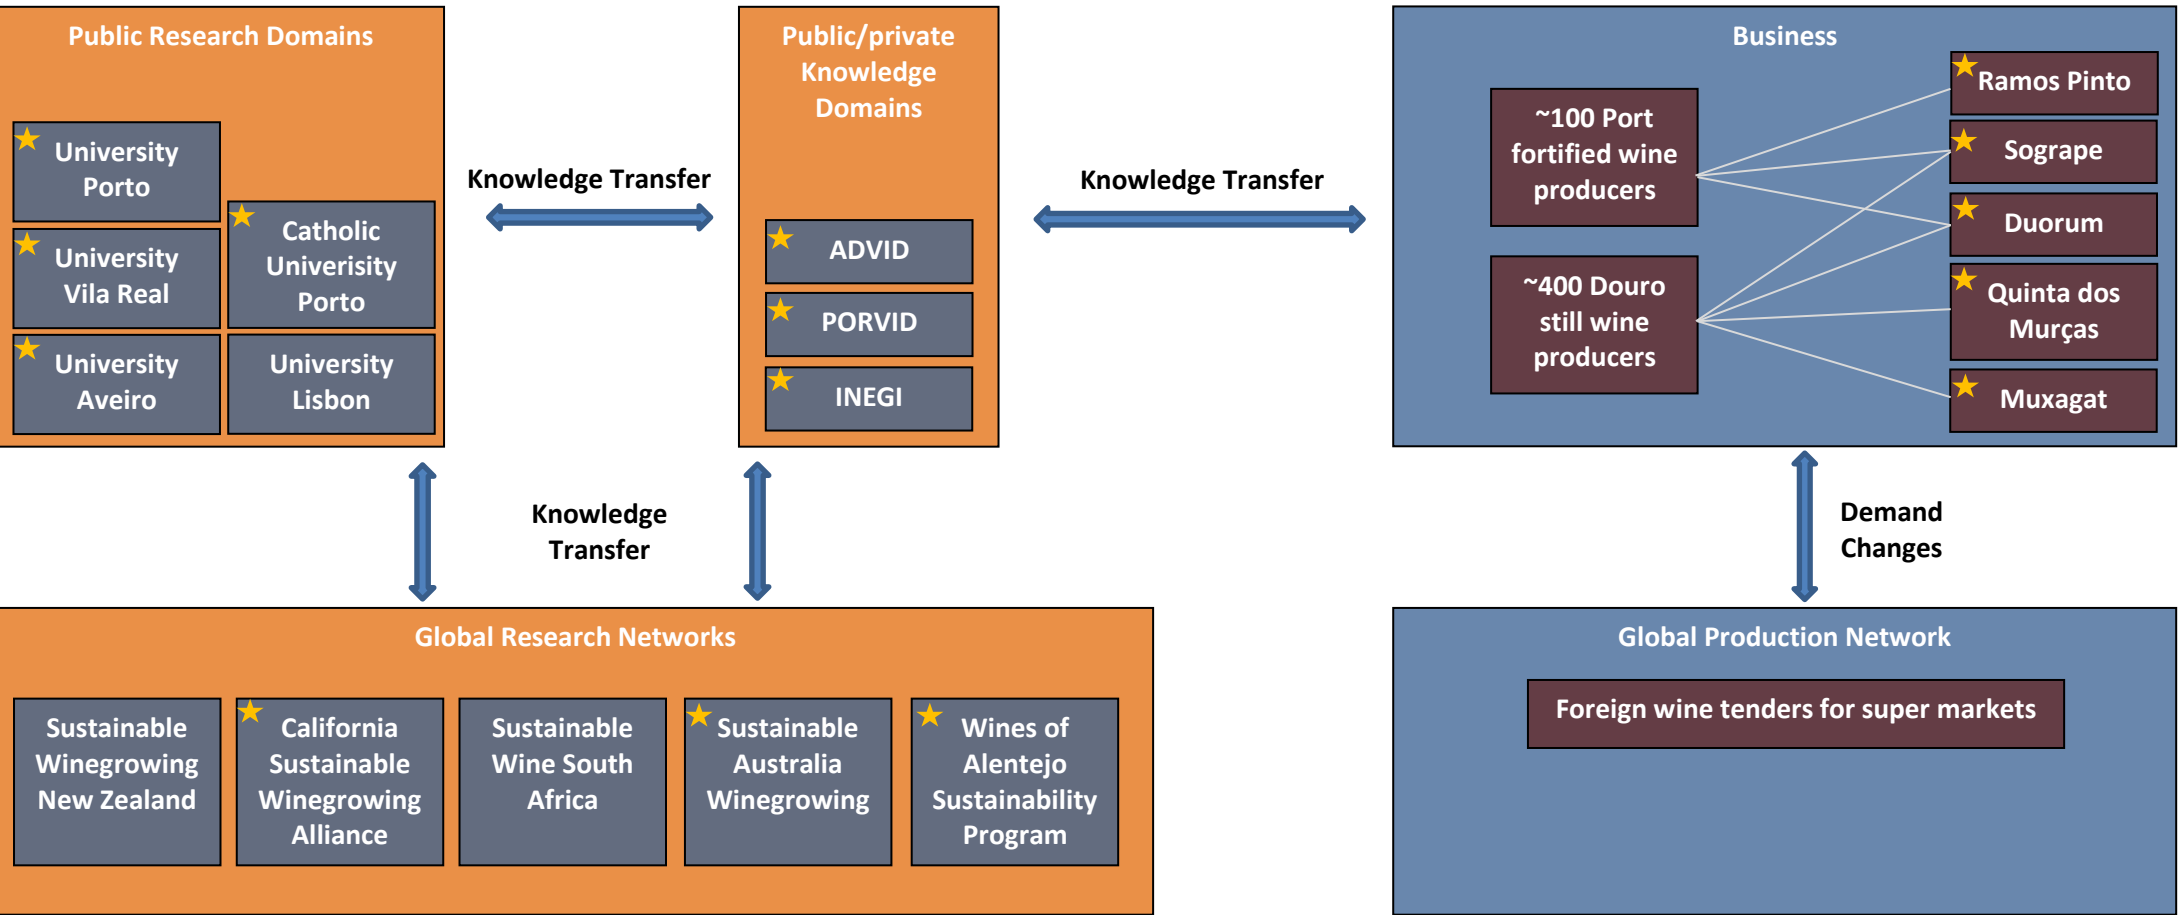 Public Research Domains
University
Porto
University
Vila Real
University
Aveiro
Catholic
Univerisity
Porto
University
Lisbon
Knowledge Transfer
Public/private
Knowledge
Domains
ADVID
PORVID
INEGI
Knowledge Transfer
Business
~100 Port
fortified wine
producers
~400 Douro
still wine
producers
Ramos Pinto
Sogrape
Duorum
Quinta dos
Murças
Muxagat
Knowledge
Transfer
Demand
Changes
Global Research Networks
Sustainable
Winegrowing
New Zealand
California
Sustainable
Winegrowing
Alliance
Sustainable
Wine South
Africa
Sustainable
Australia
Winegrowing
Wines of
Alentejo
Sustainability
Program
Global Production Network
Foreign wine tenders for super markets